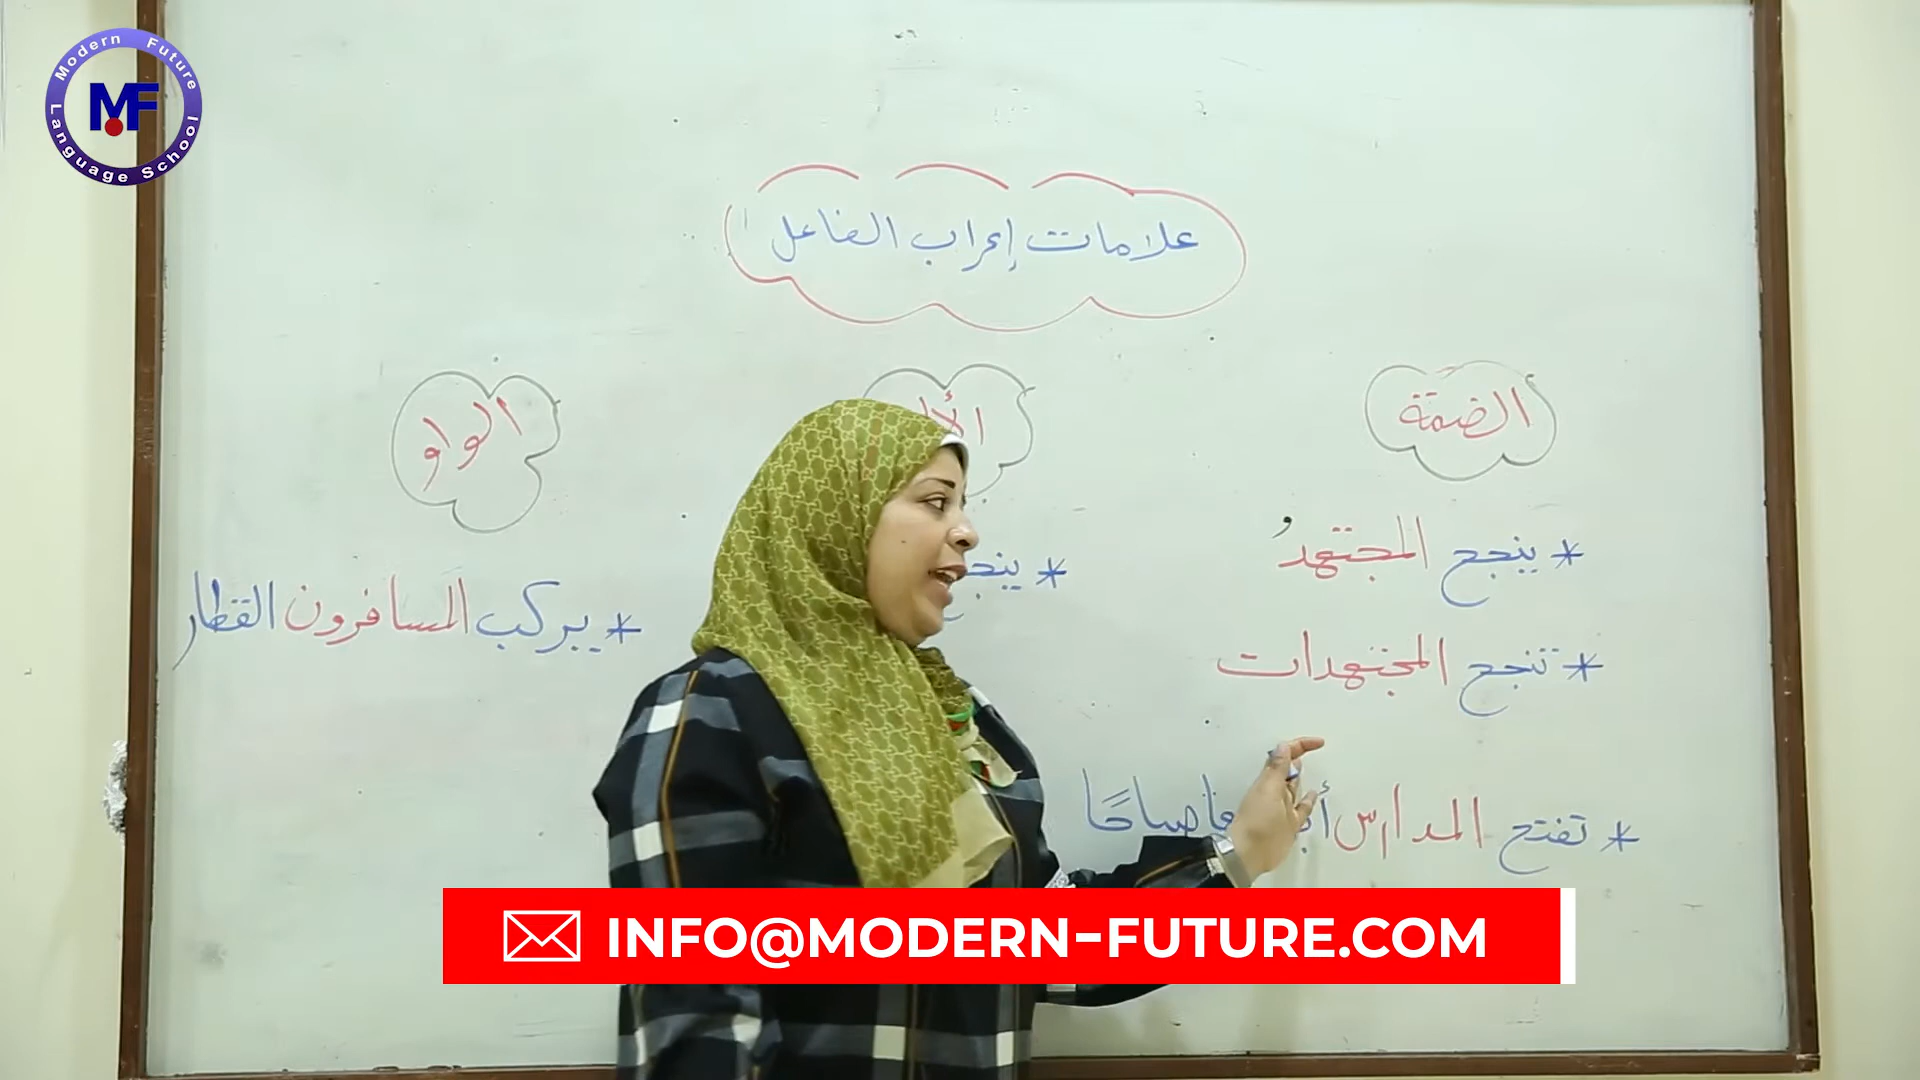 Modern Future
MF
Language School
علامات إعراب الفاعل
الضمة
الواو
* ينجح المجتهدُ
* تنجح المجتهدات
* تفتح المدارس صباحًا
* يركب المسافرون القطار
INFO@MODERN-FUTURE.COM